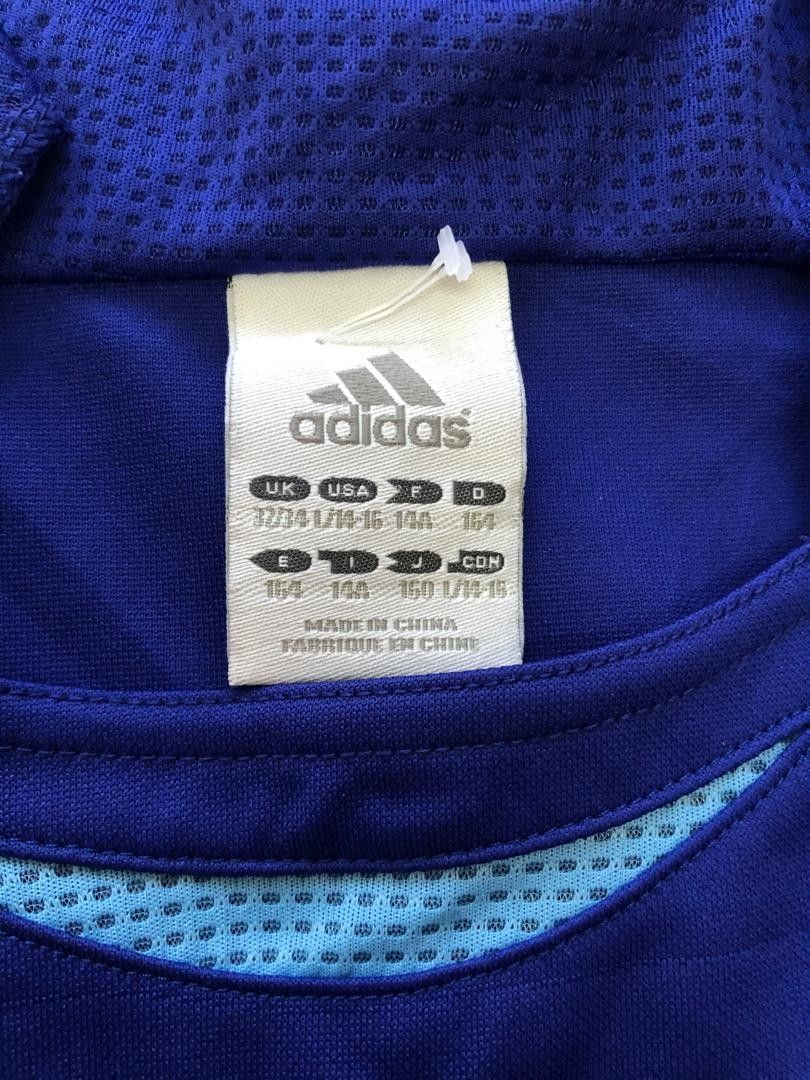 adidas
UK USA F D
32/34 L/14-16 14A 164
E I J CDN
164 14A 160 L/14-16
MADE IN CHINA
FABRIQUE EN CHINE